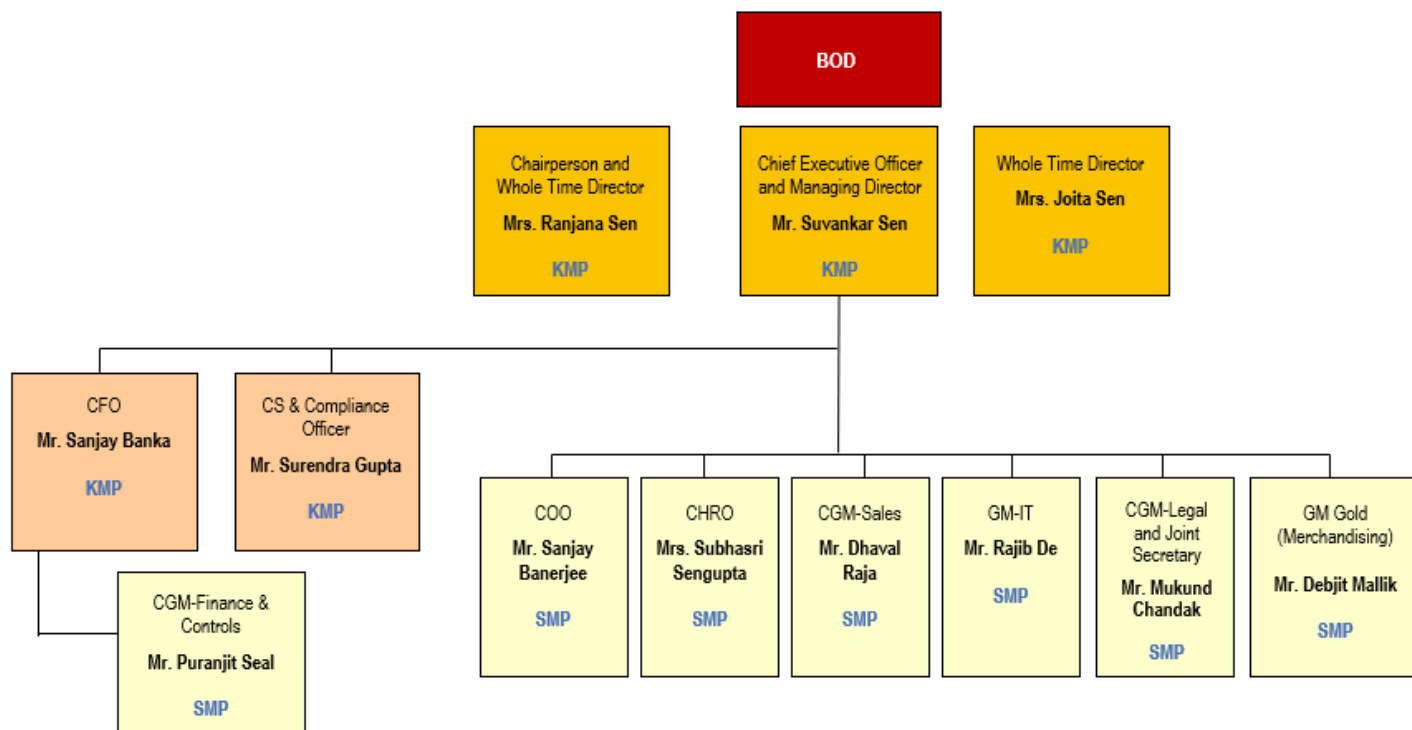 BOD
Chairperson and
Whole Time Director
Mrs. Ranjana Sen
KMP
Chief Executive Officer
and Managing Director
Mr. Suvankar Sen
KMP
Whole Time Director
Mrs. Joita Sen
KMP
CFO
Mr. Sanjay Banka
KMP
CS & Compliance
Officer
Mr. Surendra Gupta
KMP
CGM-Finance &
Controls
Mr. Puranjit Seal
SMP
COO
Mr. Sanjay
Banerjee
SMP
CHRO
Mrs. Subhasri
Sengupta
SMP
CGM-Sales
Mr. Dhaval
Raja
SMP
GM-IT
Mr. Rajib De
SMP
CGM-Legal
and Joint
Secretary
Mr. Mukund
Chandak
SMP
GM Gold
(Merchandising)
Mr. Debjit Mallik
SMP